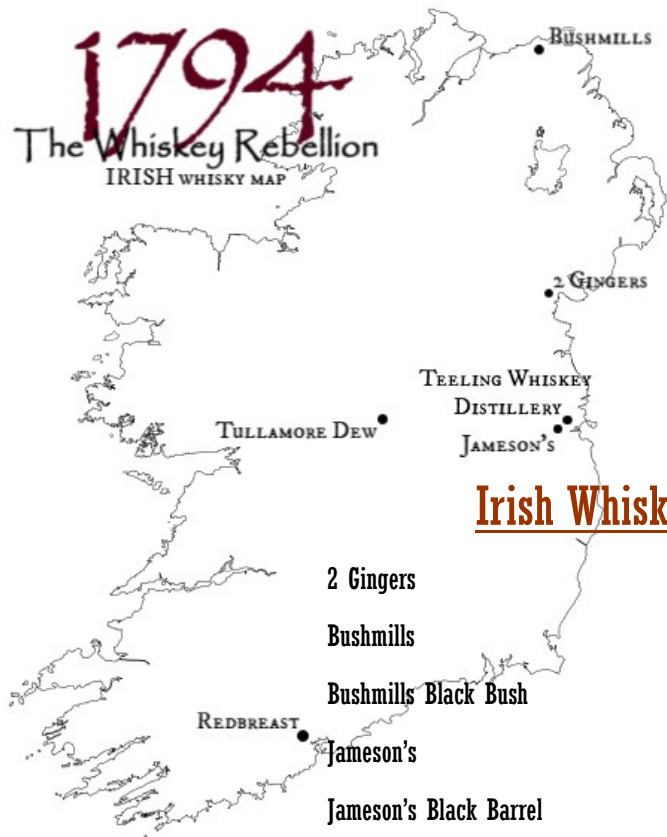 1794
The Whiskey Rebellion
IRISH WHISKY MAP
BUSHMILLS
2 GINGERS
TEELING WHISKEY
DISTILLERY
JAMESON'S
TULLAMORE DEW
REDBREAST
Irish Whisk
2 Gingers
Bushmills
Bushmills Black Bush
Jameson's
Jameson's Black Barrel